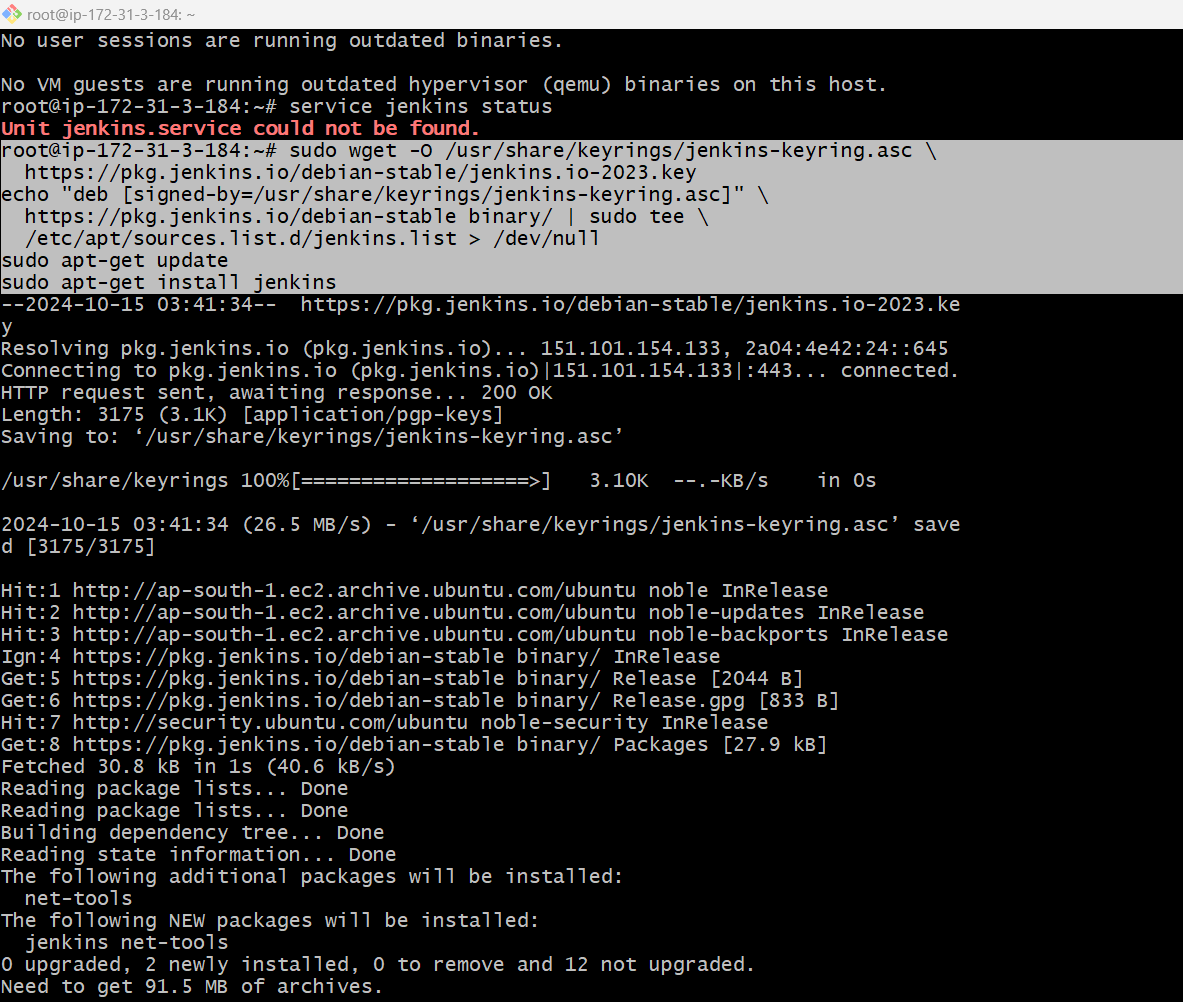 root@ip-172-31-3-184: ~
No user sessions are running outdated binaries.
No VM guests are running outdated hypervisor (qemu) binaries on this host.
root@ip-172-31-3-184:~# service jenkins status
Unit jenkins.service could not be found.
root@ip-172-31-3-184:~# sudo wget -O /usr/share/keyrings/jenkins-keyring.asc \
  https://pkg.jenkins.io/debian-stable/jenkins.io-2023.key
echo "deb [signed-by=/usr/share/keyrings/jenkins-keyring.asc]" \
  https://pkg.jenkins.io/debian-stable binary/ | sudo tee \
  /etc/apt/sources.list.d/jenkins.list > /dev/null
sudo apt-get update
sudo apt-get install jenkins
--2024-10-15 03:41:34--  https://pkg.jenkins.io/debian-stable/jenkins.io-2023.ke
y
Resolving pkg.jenkins.io (pkg.jenkins.io)... 151.101.154.133, 2a04:4e42:24::645
Connecting to pkg.jenkins.io (pkg.jenkins.io)|151.101.154.133|:443... connected.
HTTP request sent, awaiting response... 200 OK
Length: 3175 (3.1K) [application/pgp-keys]
Saving to: ‘/usr/share/keyrings/jenkins-keyring.asc’
/usr/share/keyrings 100%[===================>]   3.10K  --.-KB/s    in 0s
2024-10-15 03:41:34 (26.5 MB/s) - ‘/usr/share/keyrings/jenkins-keyring.asc’ save
d [3175/3175]
Hit:1 http://ap-south-1.ec2.archive.ubuntu.com/ubuntu noble InRelease
Hit:2 http://ap-south-1.ec2.archive.ubuntu.com/ubuntu noble-updates InRelease
Hit:3 http://ap-south-1.ec2.archive.ubuntu.com/ubuntu noble-backports InRelease
Ign:4 https://pkg.jenkins.io/debian-stable binary/ InRelease
Get:5 https://pkg.jenkins.io/debian-stable binary/ Release [2044 B]
Get:6 https://pkg.jenkins.io/debian-stable binary/ Release.gpg [833 B]
Hit:7 http://security.ubuntu.com/ubuntu noble-security InRelease
Get:8 https://pkg.jenkins.io/debian-stable binary/ Packages [27.9 kB]
Fetched 30.8 kB in 1s (40.6 kB/s)
Reading package lists... Done
Reading package lists... Done
Building dependency tree... Done
Reading state information... Done
The following additional packages will be installed:
  net-tools
The following NEW packages will be installed:
  jenkins net-tools
0 upgraded, 2 newly installed, 0 to remove and 12 not upgraded.
Need to get 91.5 MB of archives.